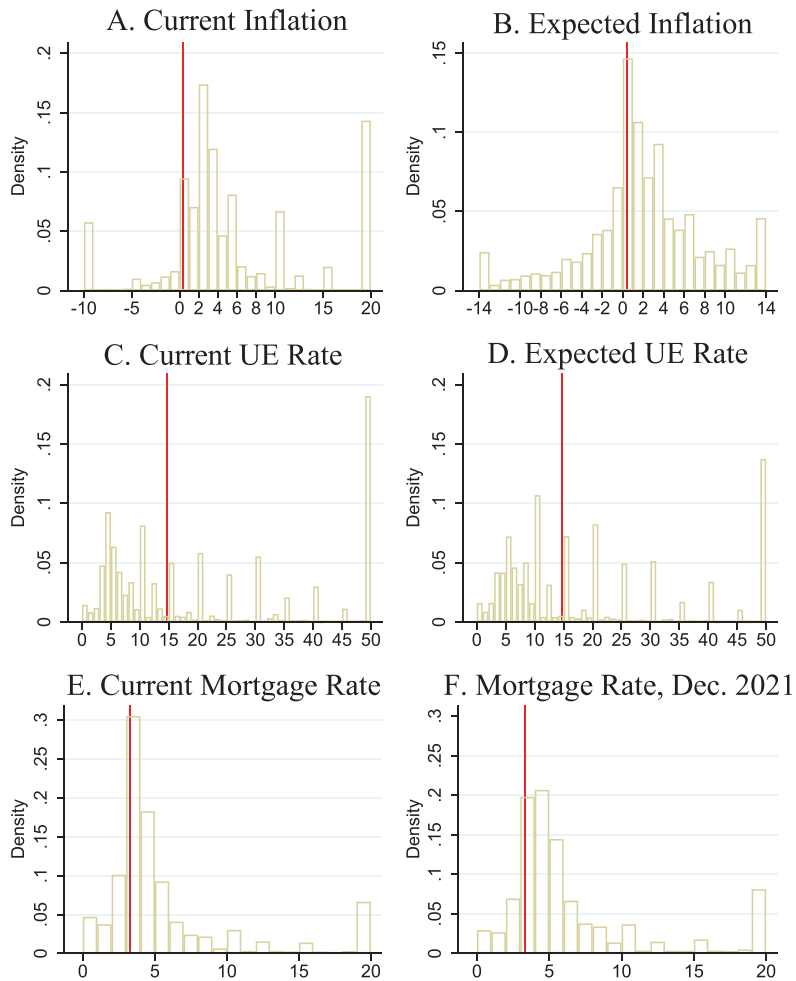 A. Current Inflation
Density
.2
.15
.1
.05
0
-10 -5 0 2 4 6 8 10 15 20
B. Expected Inflation
Density
.15
.1
.05
0
-14 -10 -8 -6 -4 -2 0 2 4 6 8 10 14
C. Current UE Rate
Density
.2
.15
.1
.05
0
0 5 10 15 20 25 30 35 40 45 50
D. Expected UE Rate
Density
.2
.15
.1
.05
0
0 5 10 15 20 25 30 35 40 45 50
E. Current Mortgage Rate
Density
.3
.25
.2
.15
.1
.05
0
0 5 10 15 20
F. Mortgage Rate, Dec. 2021
Density
.3
.25
.2
.15
.1
.05
0
0 5 10 15 20